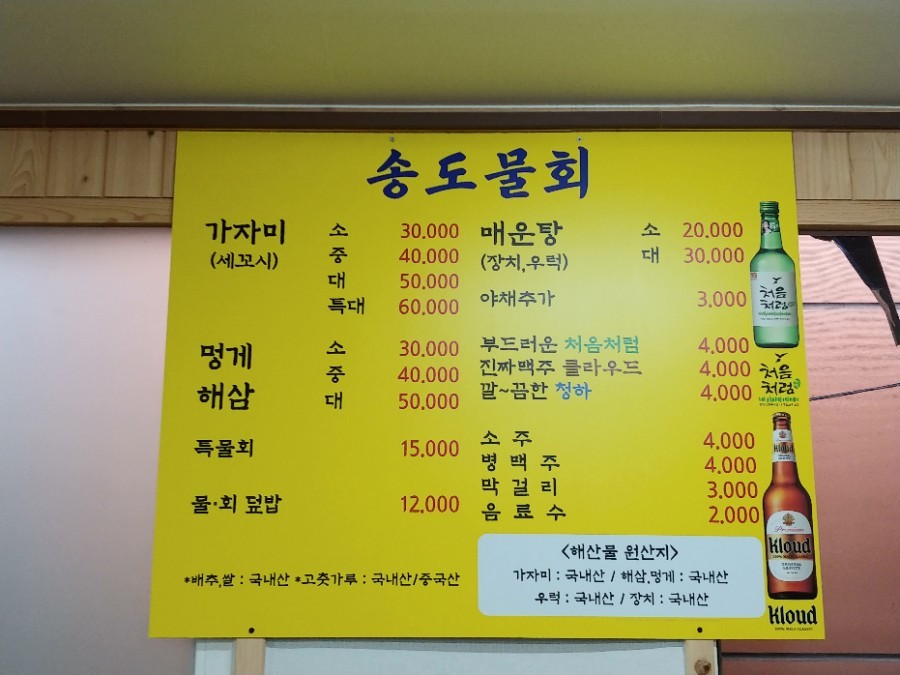 송도물회
가자미 소 30,000
(세꼬시) 중 40,000
대 50,000
특대 60,000
멍게 소 30,000
해삼 중 40,000
대 50,000
특물회 15,000
물·회 덮밥 12,000
*배추,쌀 : 국내산 *고춧가루 : 국내산/중국산
매운탕 소 20,000
(장치,우럭) 대 30,000
야채추가 3,000
부드러운 처음처럼 4,000
진짜맥주 클라우드 4,000
깔~끔한 청하 4,000
소 주 4,000
병 맥 주 4,000
막 걸 리 3,000
음 료 수 2,000
<해산물 원산지>
가자미 : 국내산 / 해삼,멍게 : 국내산
우럭 : 국내산 / 장치 : 국내산
처음
처럼
처음
처럼
Kloud
Kloud
Kloud